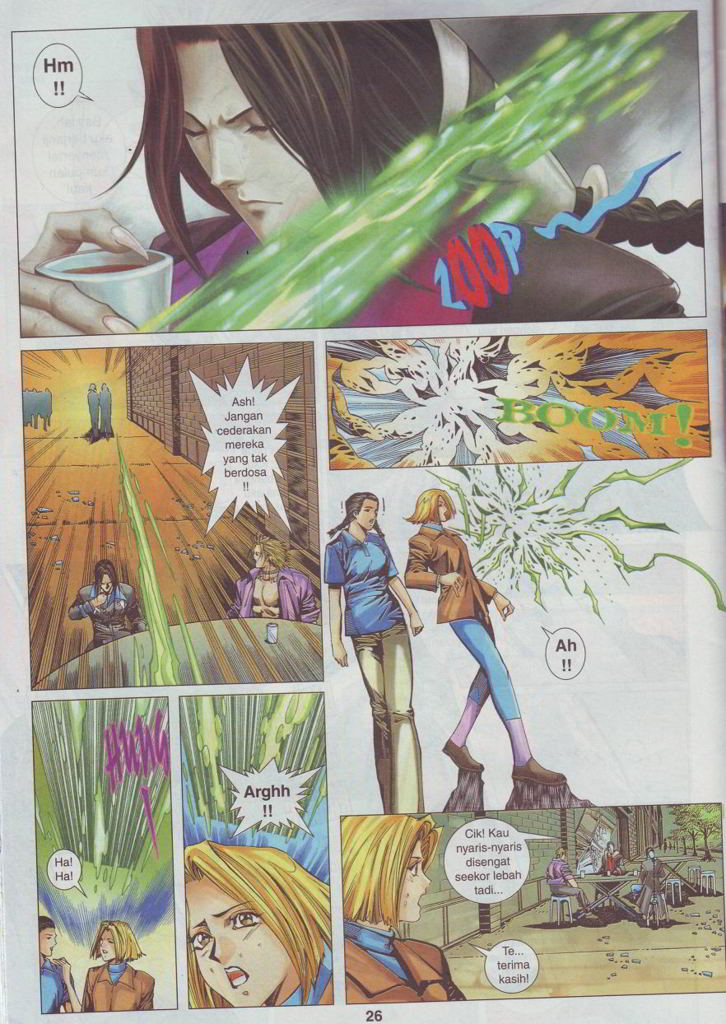 Hm
!!
ZOOP
Ash!
Jangan
cederakan
mereka
yang tak
berdosa
!!
BOOM!
Ah
!!
Ha!
Ha!
Arghh
!!
Cik! Kau
nyaris-nyaris
disengat
seekor lebah
tadi...
Te...
terima
kasih!
26